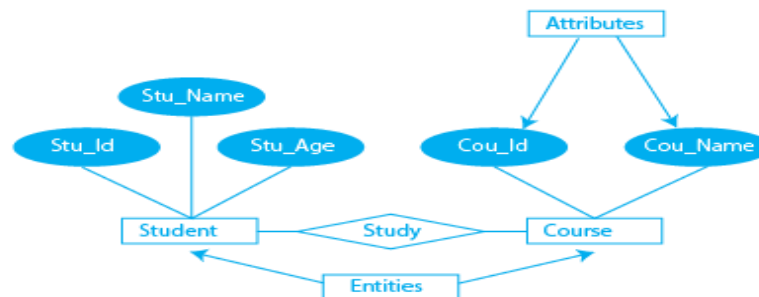 Attributes
Stu_Name
Stu_Id
Stu_Age
Cou_Id
Cou_Name
Student
Study
Course
Entities